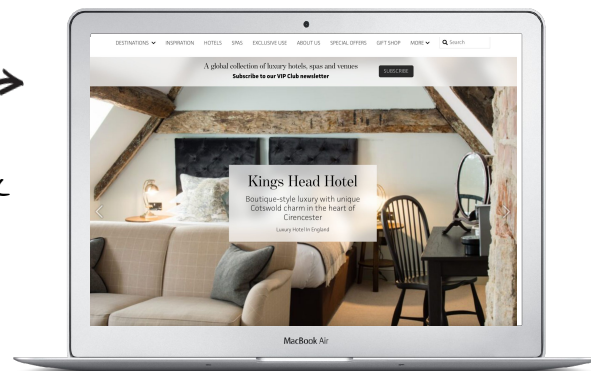 DESTINATIONS INSPIRATION HOTELS SPAS EXCLUSIVE USE ABOUT US SPECIAL OFFERS GIFT SHOP MORE Search
A global collection of luxury hotels, spas and venues
Subscribe to our VIP Club newsletter
SUBSCRIBE
Kings Head Hotel
Boutique-style luxury with unique
Cotswold charm in the heart of
Cirencester
Luxury Hotel In England
MacBook Air